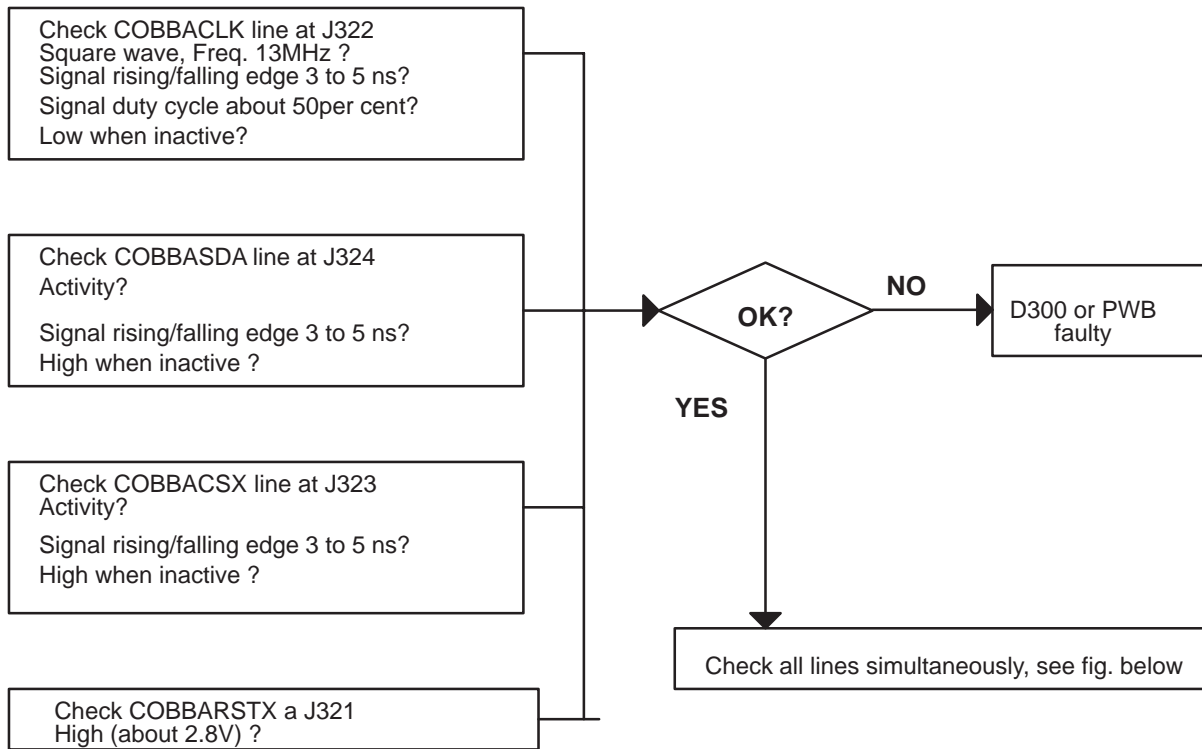 Check COBBACLK line at J322
Square wave, Freq. 13MHz ?
Signal rising/falling edge 3 to 5 ns?
Signal duty cycle about 50per cent?
Low when inactive?
Check COBBASDA line at J324
Activity?
Signal rising/falling edge 3 to 5 ns?
High when inactive ?
OK?
NO
D300 or PWB
faulty
YES
Check COBBACSX line at J323
Activity?
Signal rising/falling edge 3 to 5 ns?
High when inactive ?
Check all lines simultaneously, see fig. below
Check COBBARSTX a J321
High (about 2.8V) ?